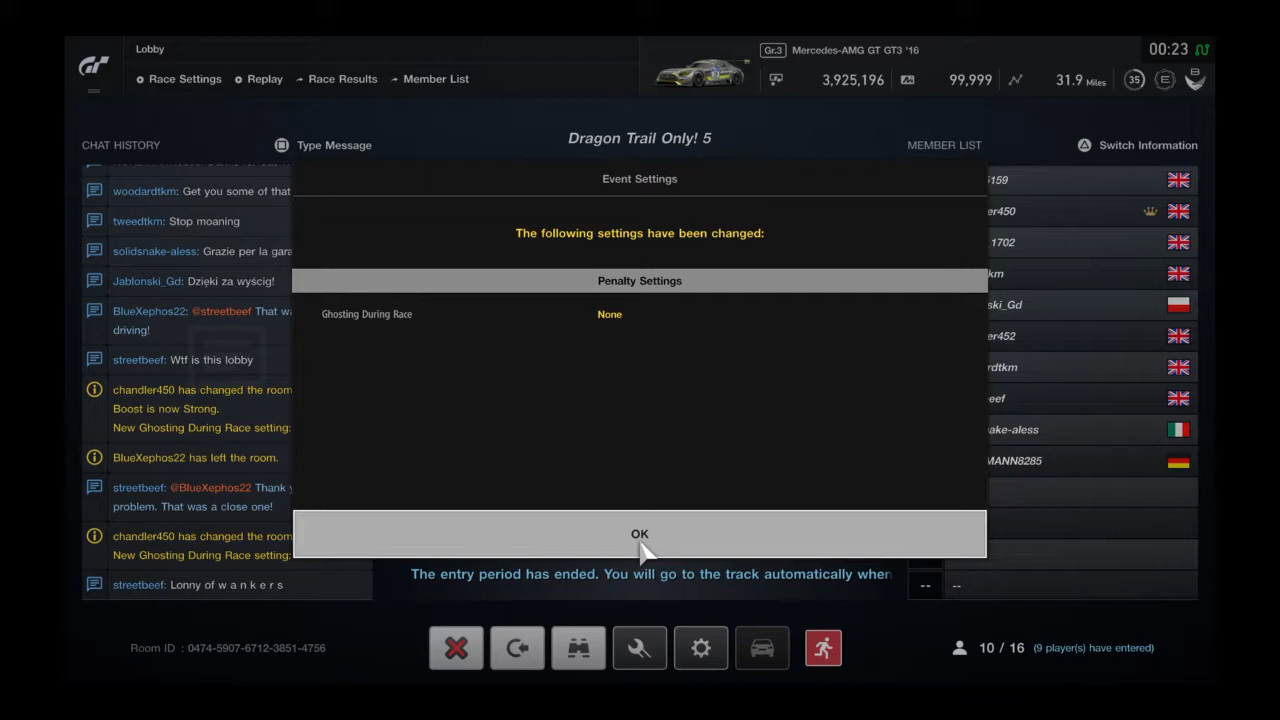 Lobby
Race Settings
Replay
Race Results
Member List
Gr.3
Mercedes-AMG GT GT3 '16
3,925,196
99,999
31.9 Miles
35
E
B
00:23
CHAT HISTORY
Type Message
Dragon Trail Only! 5
MEMBER LIST
Switch Information
woodardtkm: Get you some of that
tweedtkm: Stop moaning
solidsnake-aless: Grazie per la gara
Jablonski_Gd: Dzięki za wyścig!
BlueXephos22: @streetbeef That wa
driving!
streetbeef: Wtf is this lobby
chandler450 has changed the room
Boost is now Strong.
New Ghosting During Race setting:
BlueXephos22 has left the room.
streetbeef: @BlueXephos22 Thank y
problem. That was a close one!
chandler450 has changed the room
New Ghosting During Race setting:
streetbeef: Lonny of w a n k e r s
Event Settings
The following settings have been changed:
Penalty Settings
Ghosting During Race
None
OK
The entry period has ended. You will go to the track automatically when
5159
er450
1702
km
ski_Gd
er452
rdtkm
eef
ake-aless
MANN8285
-- --
Room ID : 0474-5907-6712-3851-4756
10 / 16 (9 player(s) have entered)